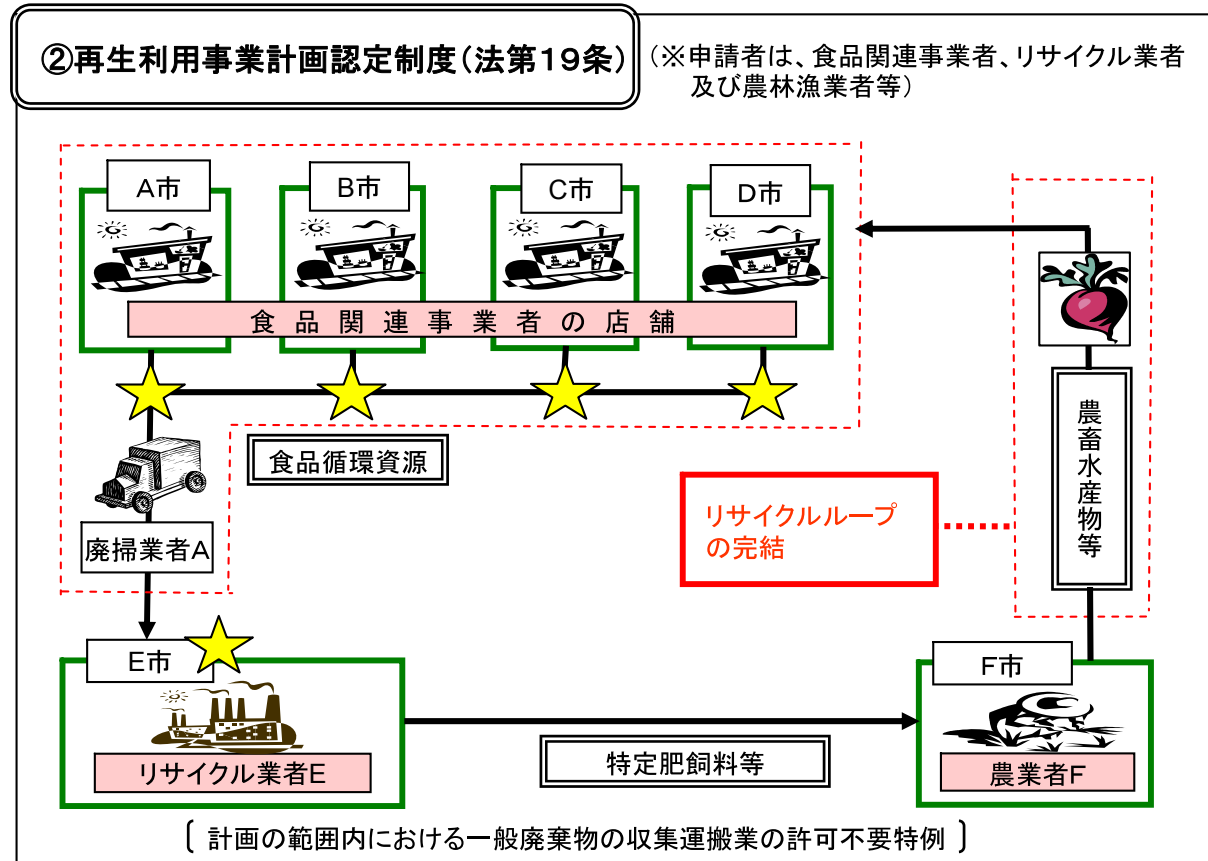 ②再生利用事業計画認定制度(法第19条)
(※申請者は、食品関連事業者、リサイクル業者
及び農林漁業者等)
A市
B市
C市
D市
食品関連事業者の店舗
食品循環資源
廃掃業者A
リサイクルループ
の完結
農畜水産物等
E市
リサイクル業者E
特定肥飼料等
F市
農業者F
〔 計画の範囲内における一般廃棄物の収集運搬業の許可不要特例 〕